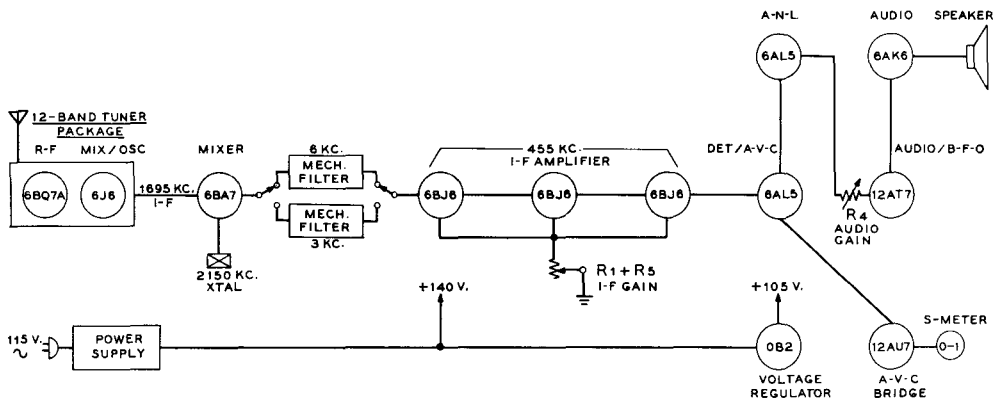 A-N-L
AUDIO
SPEAKER
6AL5
6AK6
12-BAND TUNER
PACKAGE
R-F
MIX/OSC
MIXER
6 KC.
MECH.
FILTER
455 KC.
I-F AMPLIFIER
DET/A-V-C
AUDIO/B-F-O
6BQ7A
6J6
1695 KC.
I-F
6BA7
6BJ6
6BJ6
6BJ6
6AL5
12AT7
MECH.
FILTER
3 KC.
R4
AUDIO
GAIN
2150 KC.
XTAL
R1+R5
I-F GAIN
+140 V.
+105 V.
115 V.
~
POWER
SUPPLY
0B2
12AU7
S-METER
0-1
VOLTAGE
REGULATOR
A-V-C
BRIDGE